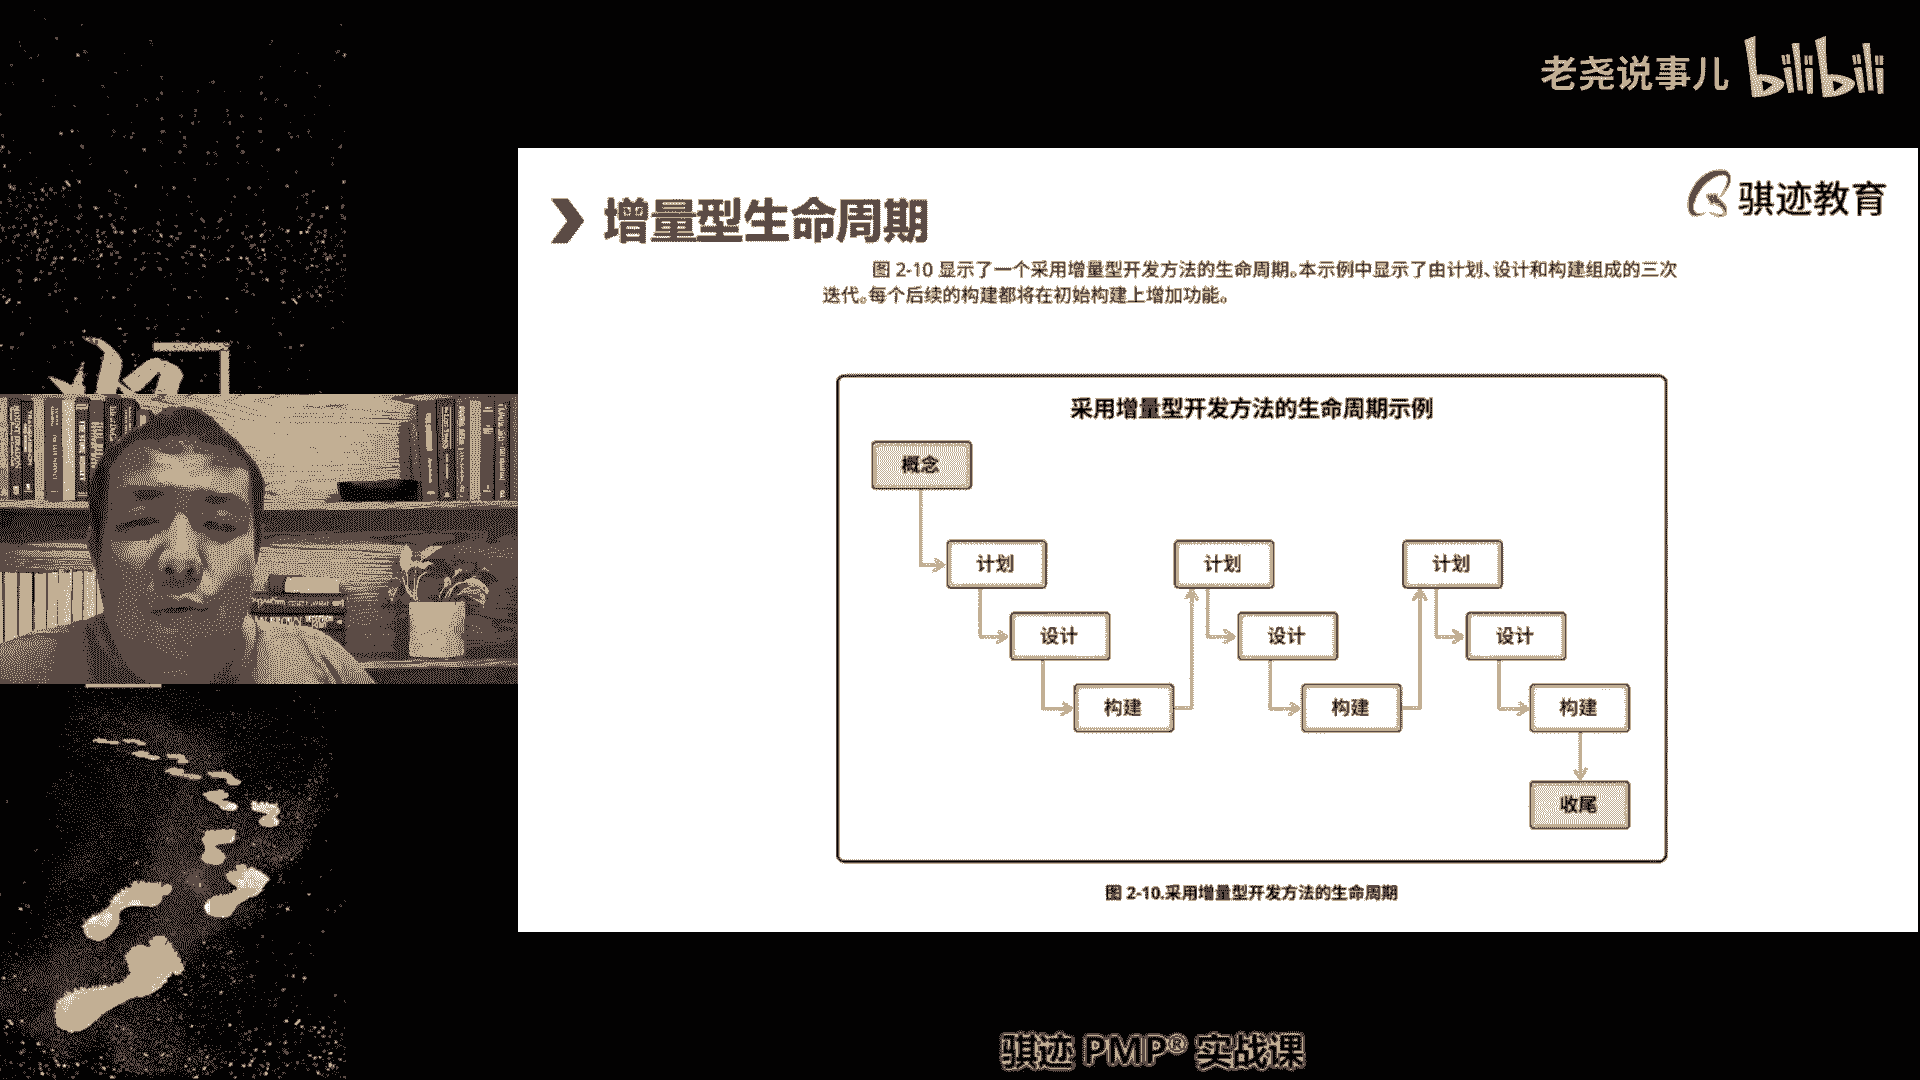 老尧说事儿 bilibili
骐迹教育
增量型生命周期
图 2-10 显示了一个采用增量型开发方法的生命周期。本示例中显示了由计划、设计和构建组成的三次
迭代。每个后续的构建都将在初始构建上增加功能。
采用增量型开发方法的生命周期示例
概念
计划 计划 计划
设计 设计 设计
构建 构建 构建
收尾
图 2-10.采用增量型开发方法的生命周期
骐迹 PMP® 实战课